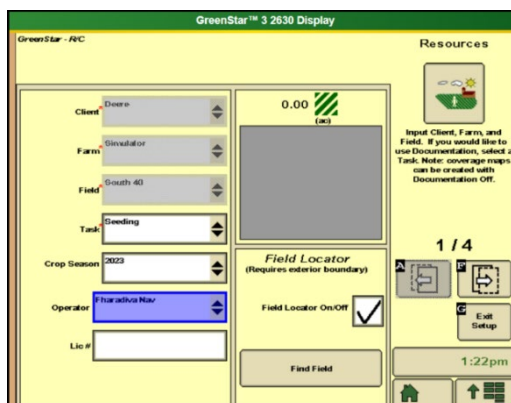 GreenStar™ 3 2630 Display
GreenStar - R/C
Client* Deere
Farm* Simulator
Field* South 40
Task* Seeding
Crop Season 2023
Operator Fharadiva Nav
Lic #
0.00
(ac)
Field Locator
(Requires exterior boundary)
Field Locator On/Off
Find Field
Resources
Input Client, Farm, and
Field. If you would like to
use Documentation, select a
Task. Note: coverage maps
can be created with
Documentation Off.
1 / 4
A
F
G
Exit
Setup
1:22pm